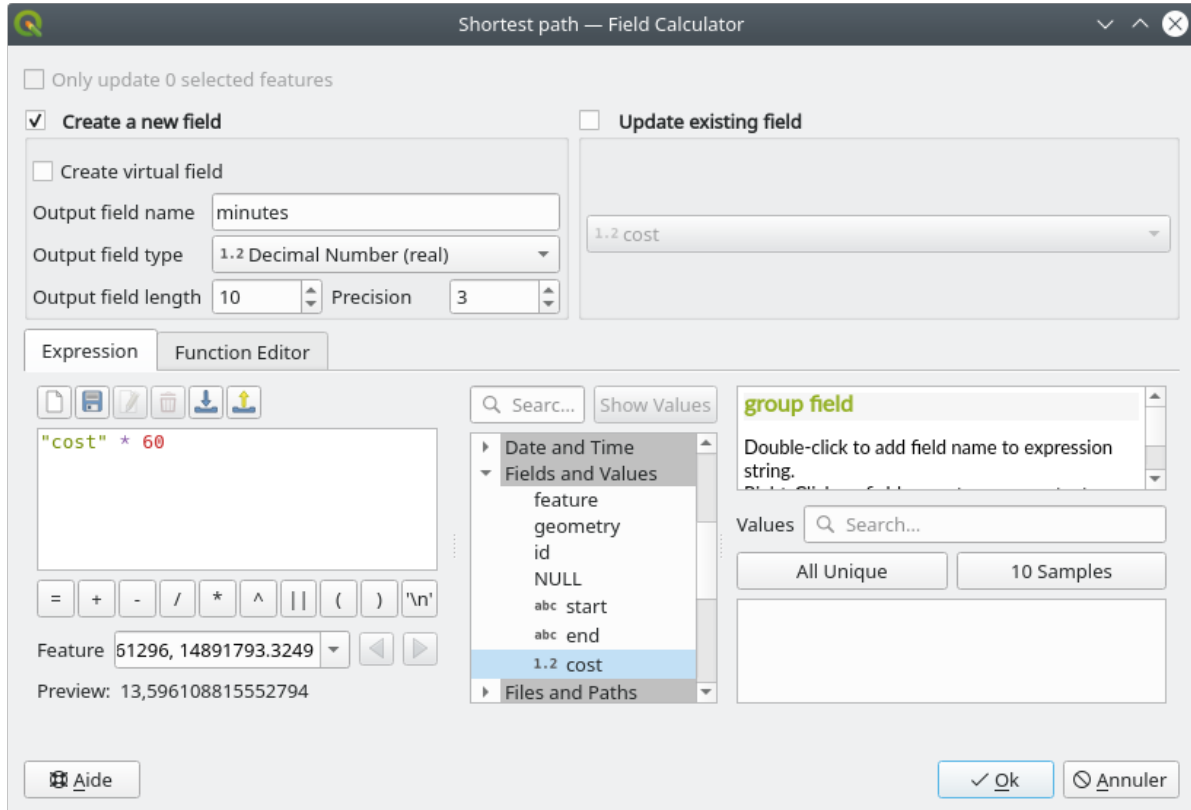 Shortest path — Field Calculator
Only update 0 selected features
Create a new field
Update existing field
Create virtual field
Output field name minutes
1.2 cost
Output field type 1.2 Decimal Number (real)
Output field length 10 Precision 3
Expression Function Editor
"cost" * 60
= + - / * ^ || ( ) '\n'
Feature 61296, 14891793.3249
Preview: 13,596108815552794
Searc... Show Values
Date and Time
Fields and Values
feature
geometry
id
NULL
abc start
abc end
1.2 cost
Files and Paths
group field
Double-click to add field name to expression
string.
Values Search...
All Unique 10 Samples
Aide Ok Annuler